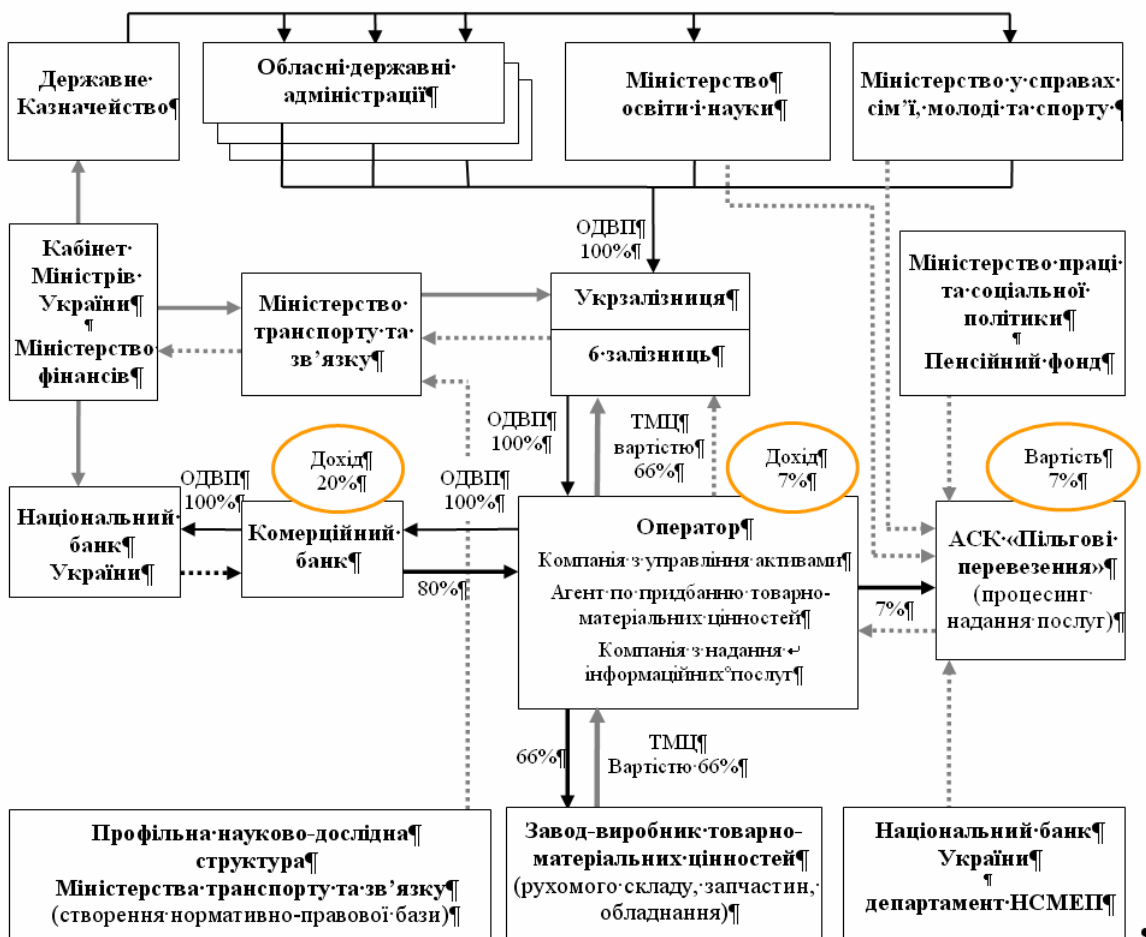 Державне·
Казначейство¶
Обласні·державні·
адміністрації¶
Міністерство¶
освіти·і·науки¶
Міністерство·у·справах·
сім’ї,·молоді·та·спорту·¶
ОДВП¶
100%¶
Кабінет·
Міністрів·
України¶
¶
Міністерство·
фінансів¶
Міністерство·
транспорту·та·
зв’язку¶
Укрзалізниця¶
6·залізниць¶
Міністерство·праці·
та·соціальної·
політики¶
¶
Пенсійний·фонд¶
ОДВП¶
100%¶
ТМЦ¶
вартістю¶
66%¶
Дохід¶
20%¶
Дохід¶
7%¶
Вартість¶
7%¶
ОДВП¶
100%¶
ОДВП¶
100%¶
Національний·
банк¶
України¶
Комерційний·
банк¶
80%¶
Оператор¶
Компанія·з·управління·активами¶
Агент·по·придбанню·товарно-
матеріальних·цінностей¶
Компанія·з·надання·↵
інформаційних°послуг¶
7%¶
АСК·«Пільгові·
перевезення»¶
(процесинг·
надання·послуг)¶
66%¶
ТМЦ¶
Вартістю·66%¶
Профільна·науково-дослідна¶
структура¶
Міністерства·транспорту·та·зв’язку¶
(створення·нормативно-правової·бази)¶
Завод-виробник·товарно-
матеріальних·цінностей¶
(рухомого·складу,·запчастин,·
обладнання)¶
Національний·банк¶
України¶
¶
департамент·НСМЕП¶